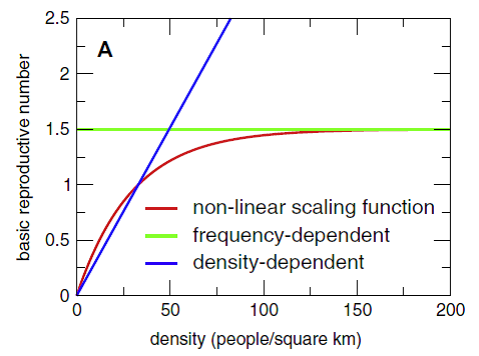 A
2.5
2
1.5
1
0.5
0
basic reproductive number
non-linear scaling function
frequency-dependent
density-dependent
0 50 100 150 200
density (people/square km)